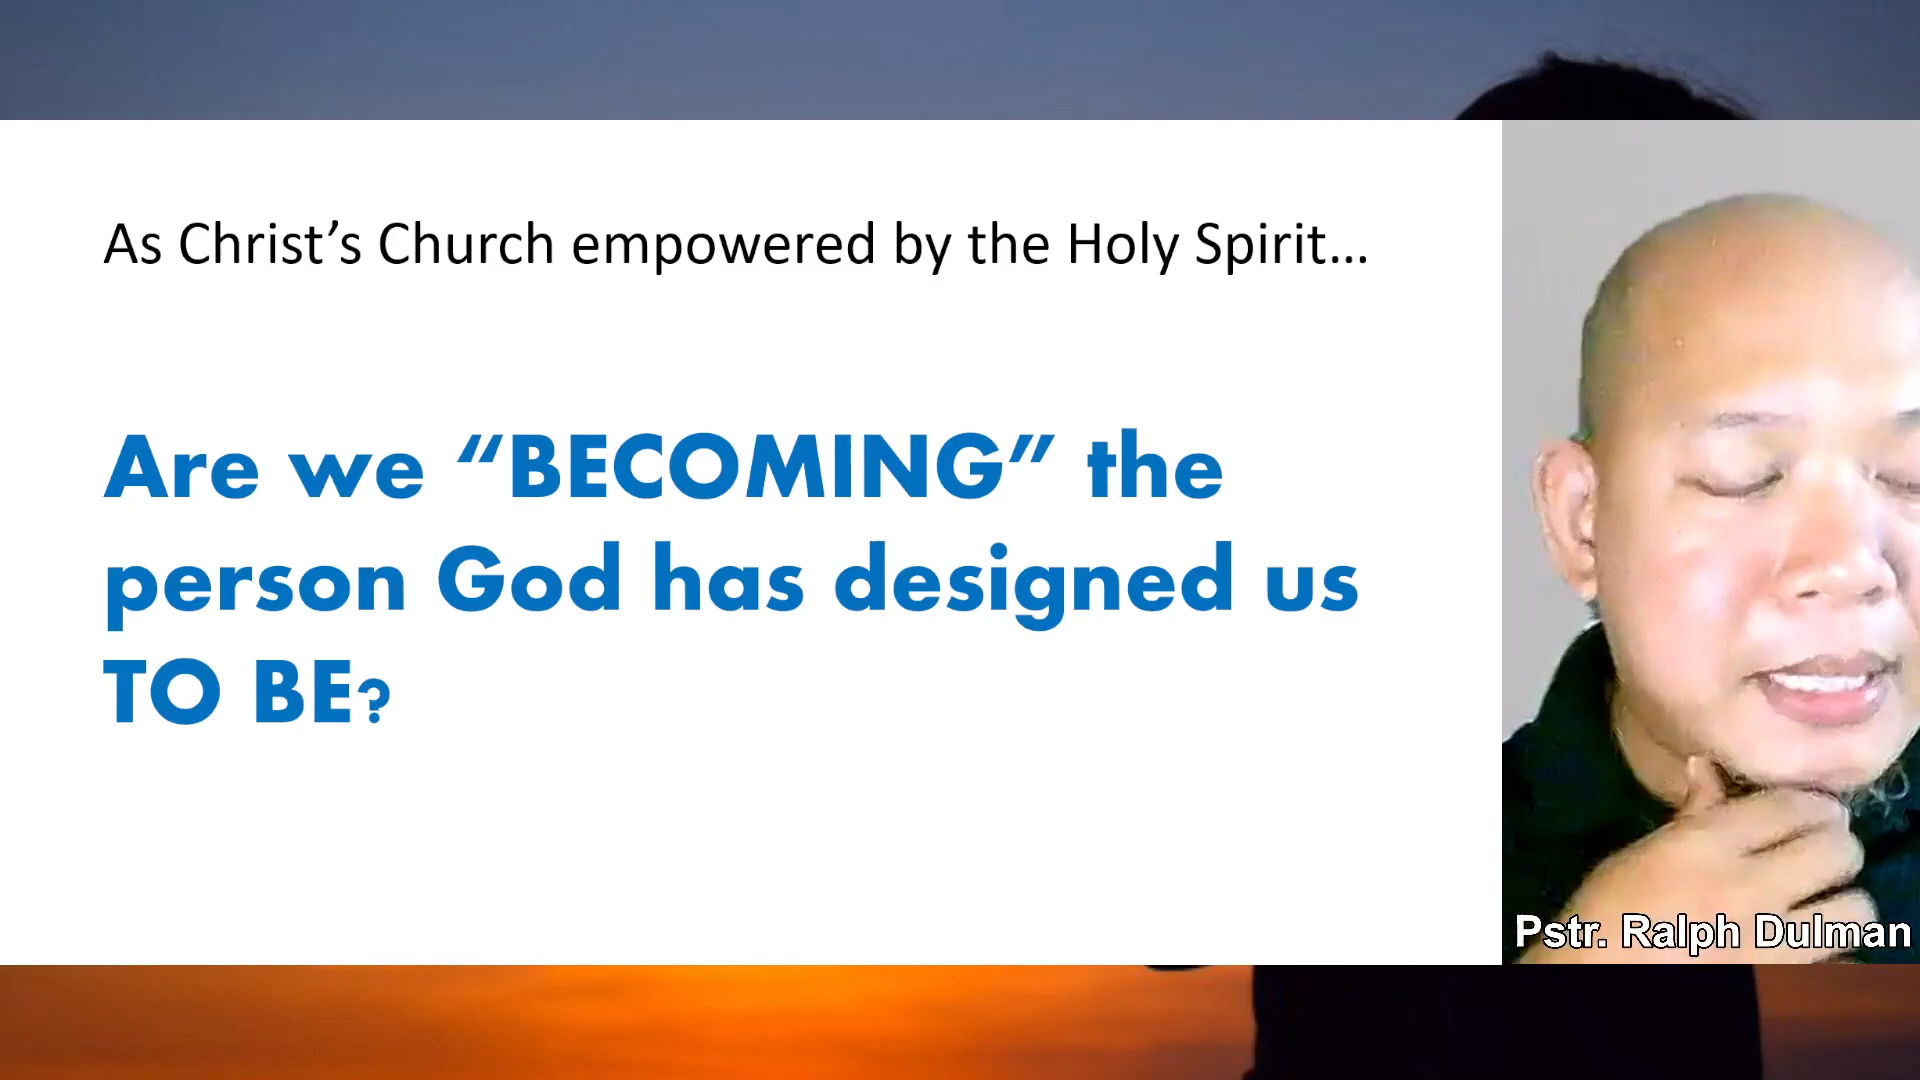 As Christ’s Church empowered by the Holy Spirit…
Are we “BECOMING” the
person God has designed us
TO BE?
Pstr. Ralph Dulman